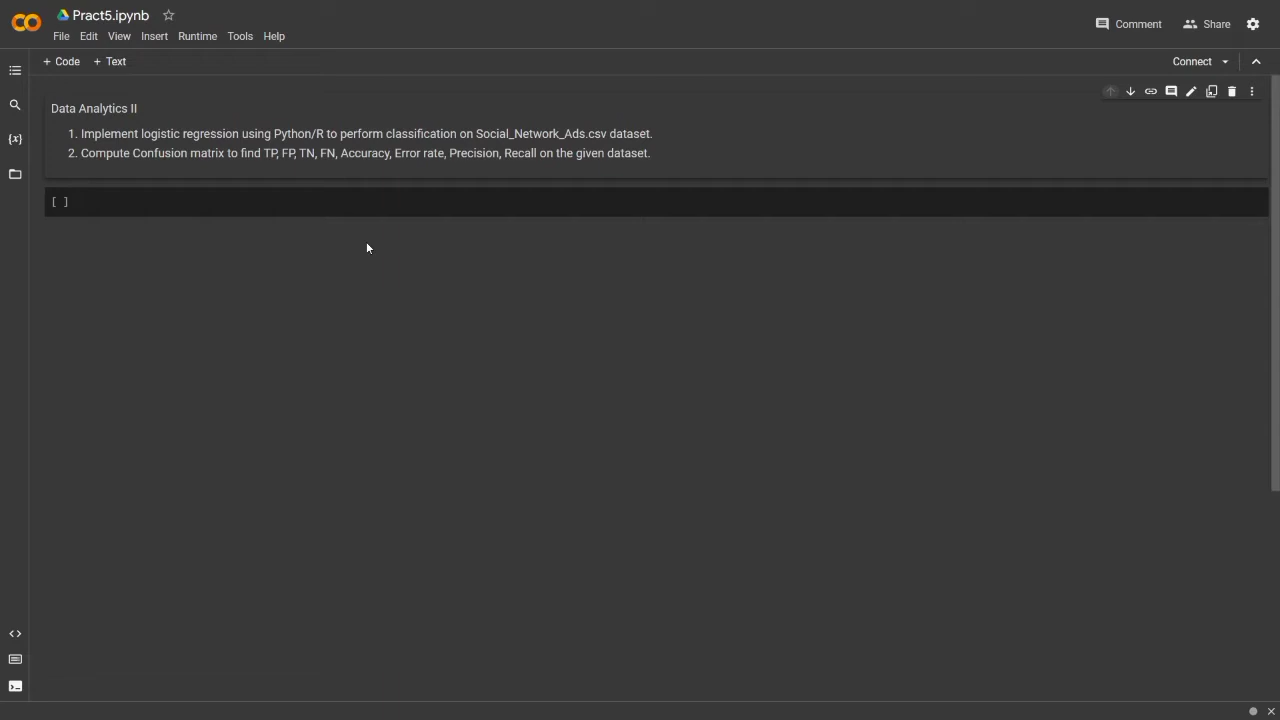 Pract5.ipynb
File Edit View Insert Runtime Tools Help
Comment Share
+ Code + Text
Connect
Data Analytics II
1. Implement logistic regression using Python/R to perform classification on Social_Network_Ads.csv dataset.
2. Compute Confusion matrix to find TP, FP, TN, FN, Accuracy, Error rate, Precision, Recall on the given dataset.
[ ]
{x}